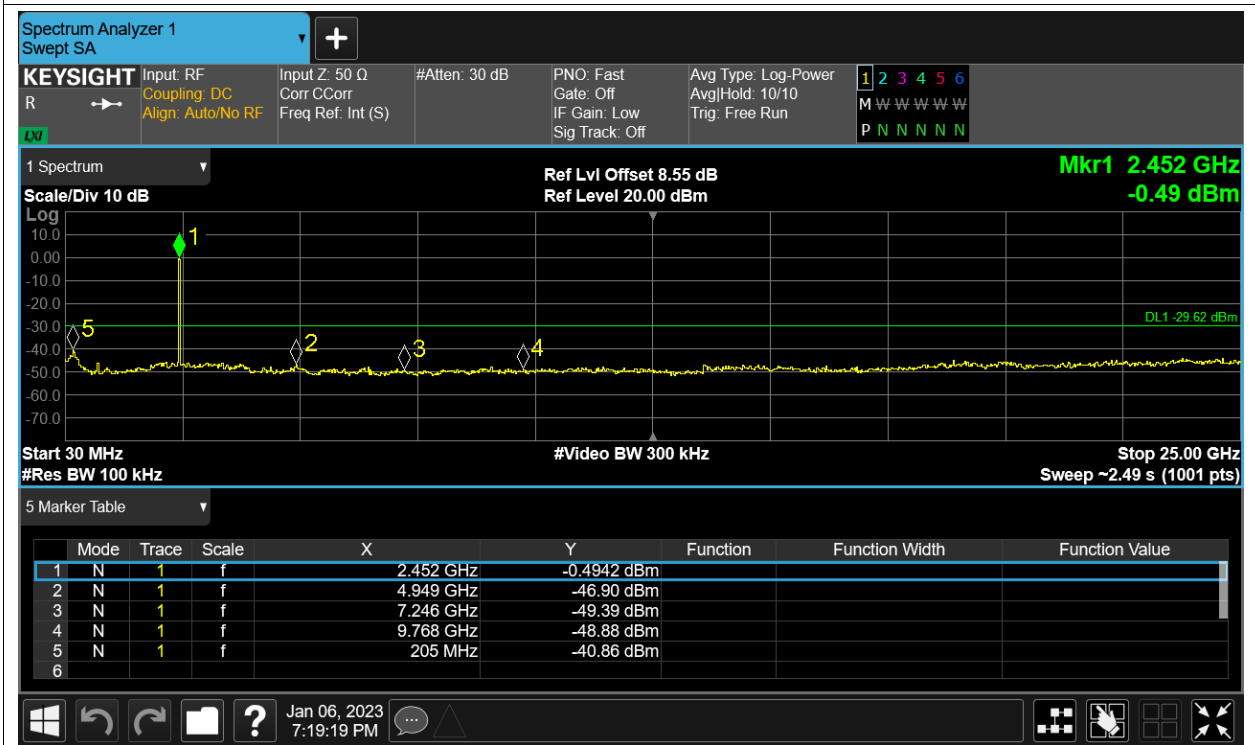 Spectrum Analyzer 1
Swept SA
KEYSIGHT
R
LXI
Input: RF
Coupling: DC
Align: Auto/No RF
Input Z: 50 Ω
Corr CCorr
Freq Ref: Int (S)
#Atten: 30 dB
PNO: Fast
Gate: Off
IF Gain: Low
Sig Track: Off
Avg Type: Log-Power
Avg|Hold: 10/10
Trig: Free Run
1 2 3 4 5 6
M W W W W W
P N N N N N
1 Spectrum
Scale/Div 10 dB
Ref Lvl Offset 8.55 dB
Ref Level 20.00 dBm
Mkr1 2.452 GHz
-0.49 dBm
Log
10.0
0.00
-10.0
-20.0
-30.0
-40.0
-50.0
-60.0
-70.0
1
5
2
3
4
DL1 -29.62 dBm
Start 30 MHz
#Video BW 300 kHz
Stop 25.00 GHz
#Res BW 100 kHz
Sweep ~2.49 s (1001 pts)
5 Marker Table
Mode Trace Scale X Y Function Function Width Function Value
1 N 1 f 2.452 GHz -0.4942 dBm
2 N 1 f 4.949 GHz -46.90 dBm
3 N 1 f 7.246 GHz -49.39 dBm
4 N 1 f 9.768 GHz -48.88 dBm
5 N 1 f 205 MHz -40.86 dBm
6
?
Jan 06, 2023
7:19:19 PM